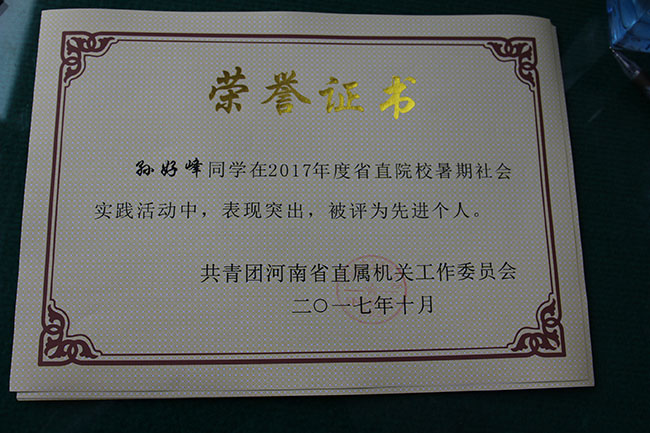 荣誉证书
孙好峰同学在2017年度省直院校暑期社会
实践活动中，表现突出，被评为先进个人。
共青团河南省直属机关工作委员会
二〇一七年十月